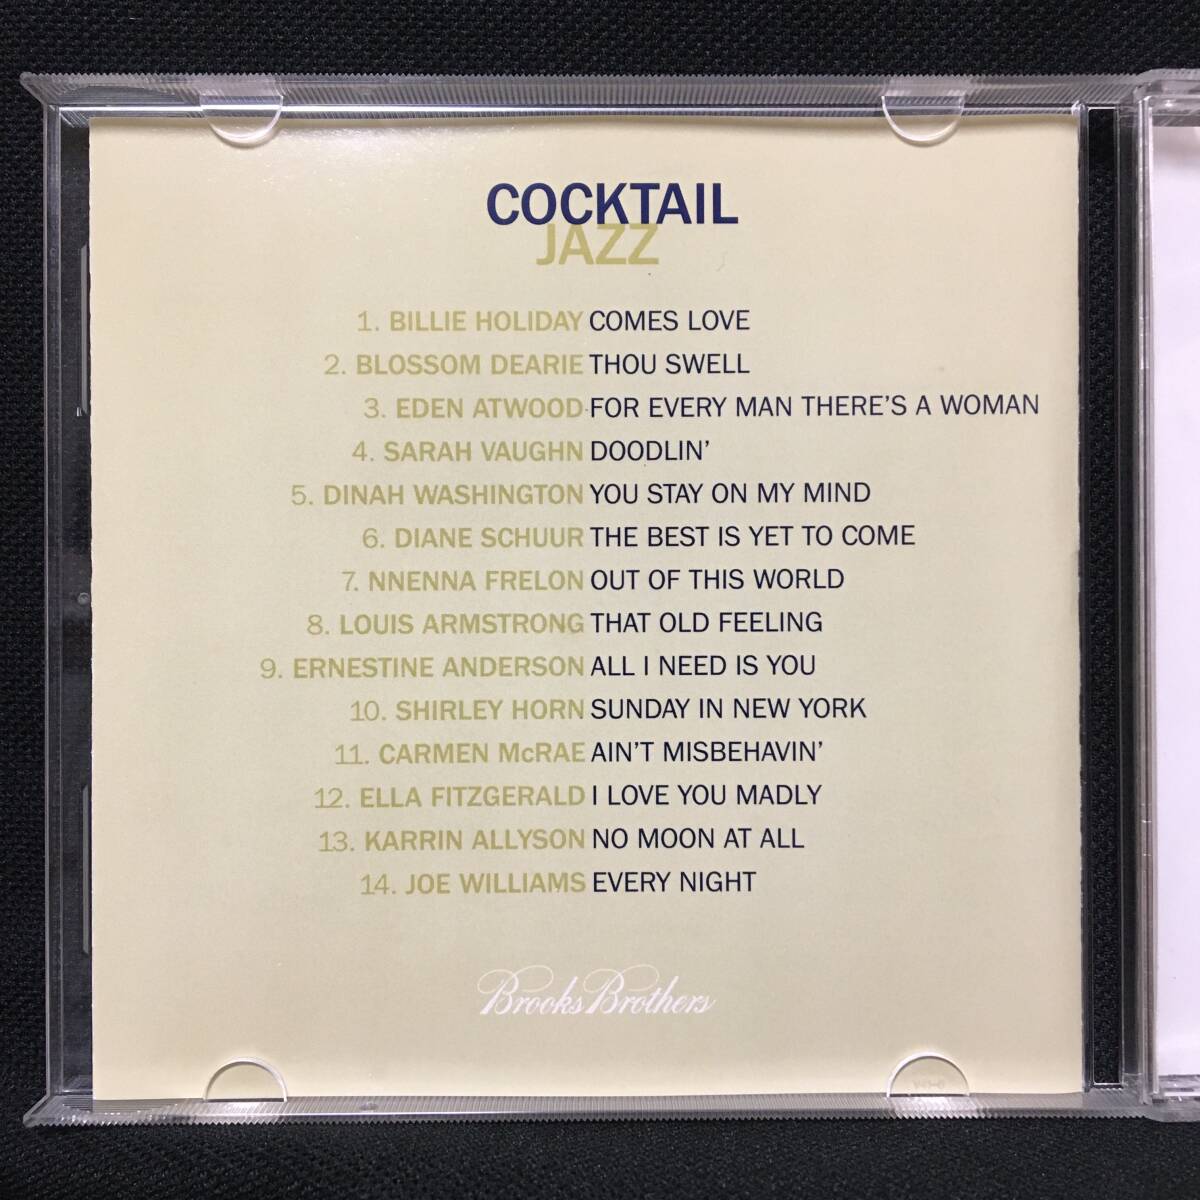 COCKTAIL
JAZZ
1. BILLIE HOLIDAY COMES LOVE
2. BLOSSOM DEARIE THOU SWELL
3. EDEN ATWOOD FOR EVERY MAN THERE'S A WOMAN
4. SARAH VAUGHN DOODLIN'
5. DINAH WASHINGTON YOU STAY ON MY MIND
6. DIANE SCHUUR THE BEST IS YET TO COME
7. NNENNA FRELON OUT OF THIS WORLD
8. LOUIS ARMSTRONG THAT OLD FEELING
9. ERNESTINE ANDERSON ALL I NEED IS YOU
10. SHIRLEY HORN SUNDAY IN NEW YORK
11. CARMEN McRAE AIN'T MISBEHAVIN'
12. ELLA FITZGERALD I LOVE YOU MADLY
13. KARRIN ALLYSON NO MOON AT ALL
14. JOE WILLIAMS EVERY NIGHT
Brooks Brothers